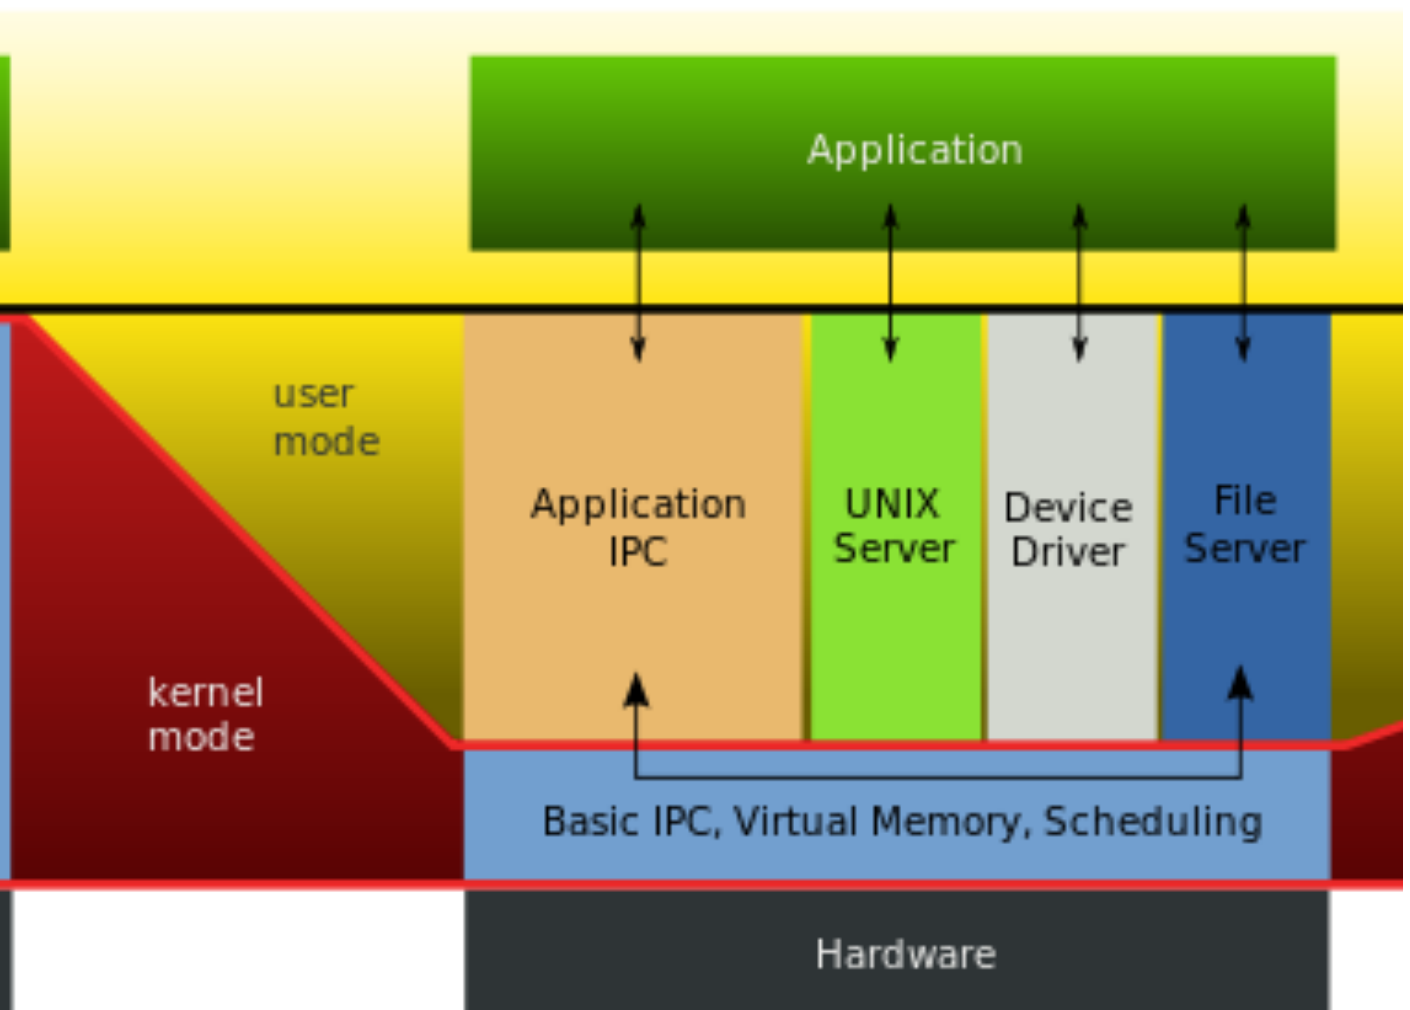 Application
user
mode
Application
IPC
UNIX
Server
Device
Driver
File
Server
kernel
mode
Basic IPC, Virtual Memory, Scheduling
Hardware